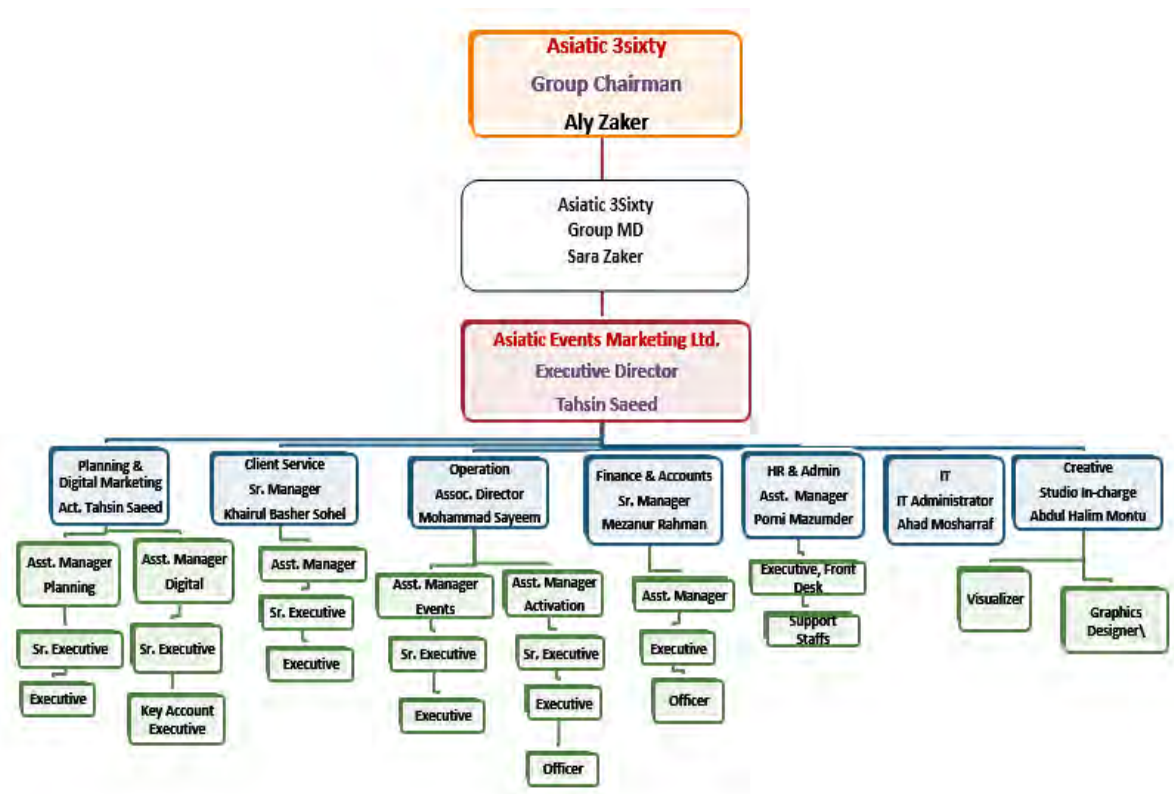 Asiatic 3sixty
Group Chairman
Aly Zaker
Asiatic 3Sixty
Group MD
Sara Zaker
Asiatic Events Marketing Ltd.
Executive Director
Tahsin Saeed
Planning &
Digital Marketing
Act. Tahsin Saeed
Asst. Manager
Planning
Sr. Executive
Executive
Asst. Manager
Digital
Sr. Executive
Key Account
Executive
Client Service
Sr. Manager
Khairul Basher Sohel
Asst. Manager
Sr. Executive
Executive
Operation
Assoc. Director
Mohammad Sayeem
Asst. Manager
Events
Sr. Executive
Executive
Asst. Manager
Activation
Sr. Executive
Executive
Officer
Finance & Accounts
Sr. Manager
Mezanur Rahman
Asst. Manager
Executive
Officer
HR & Admin
Asst. Manager
Porni Mazumder
Executive, Front
Desk
Support
Staffs
IT
IT Administrator
Ahad Mosharraf
Creative
Studio In-charge
Abdul Halim Montu
Visualizer
Graphics
Designer\